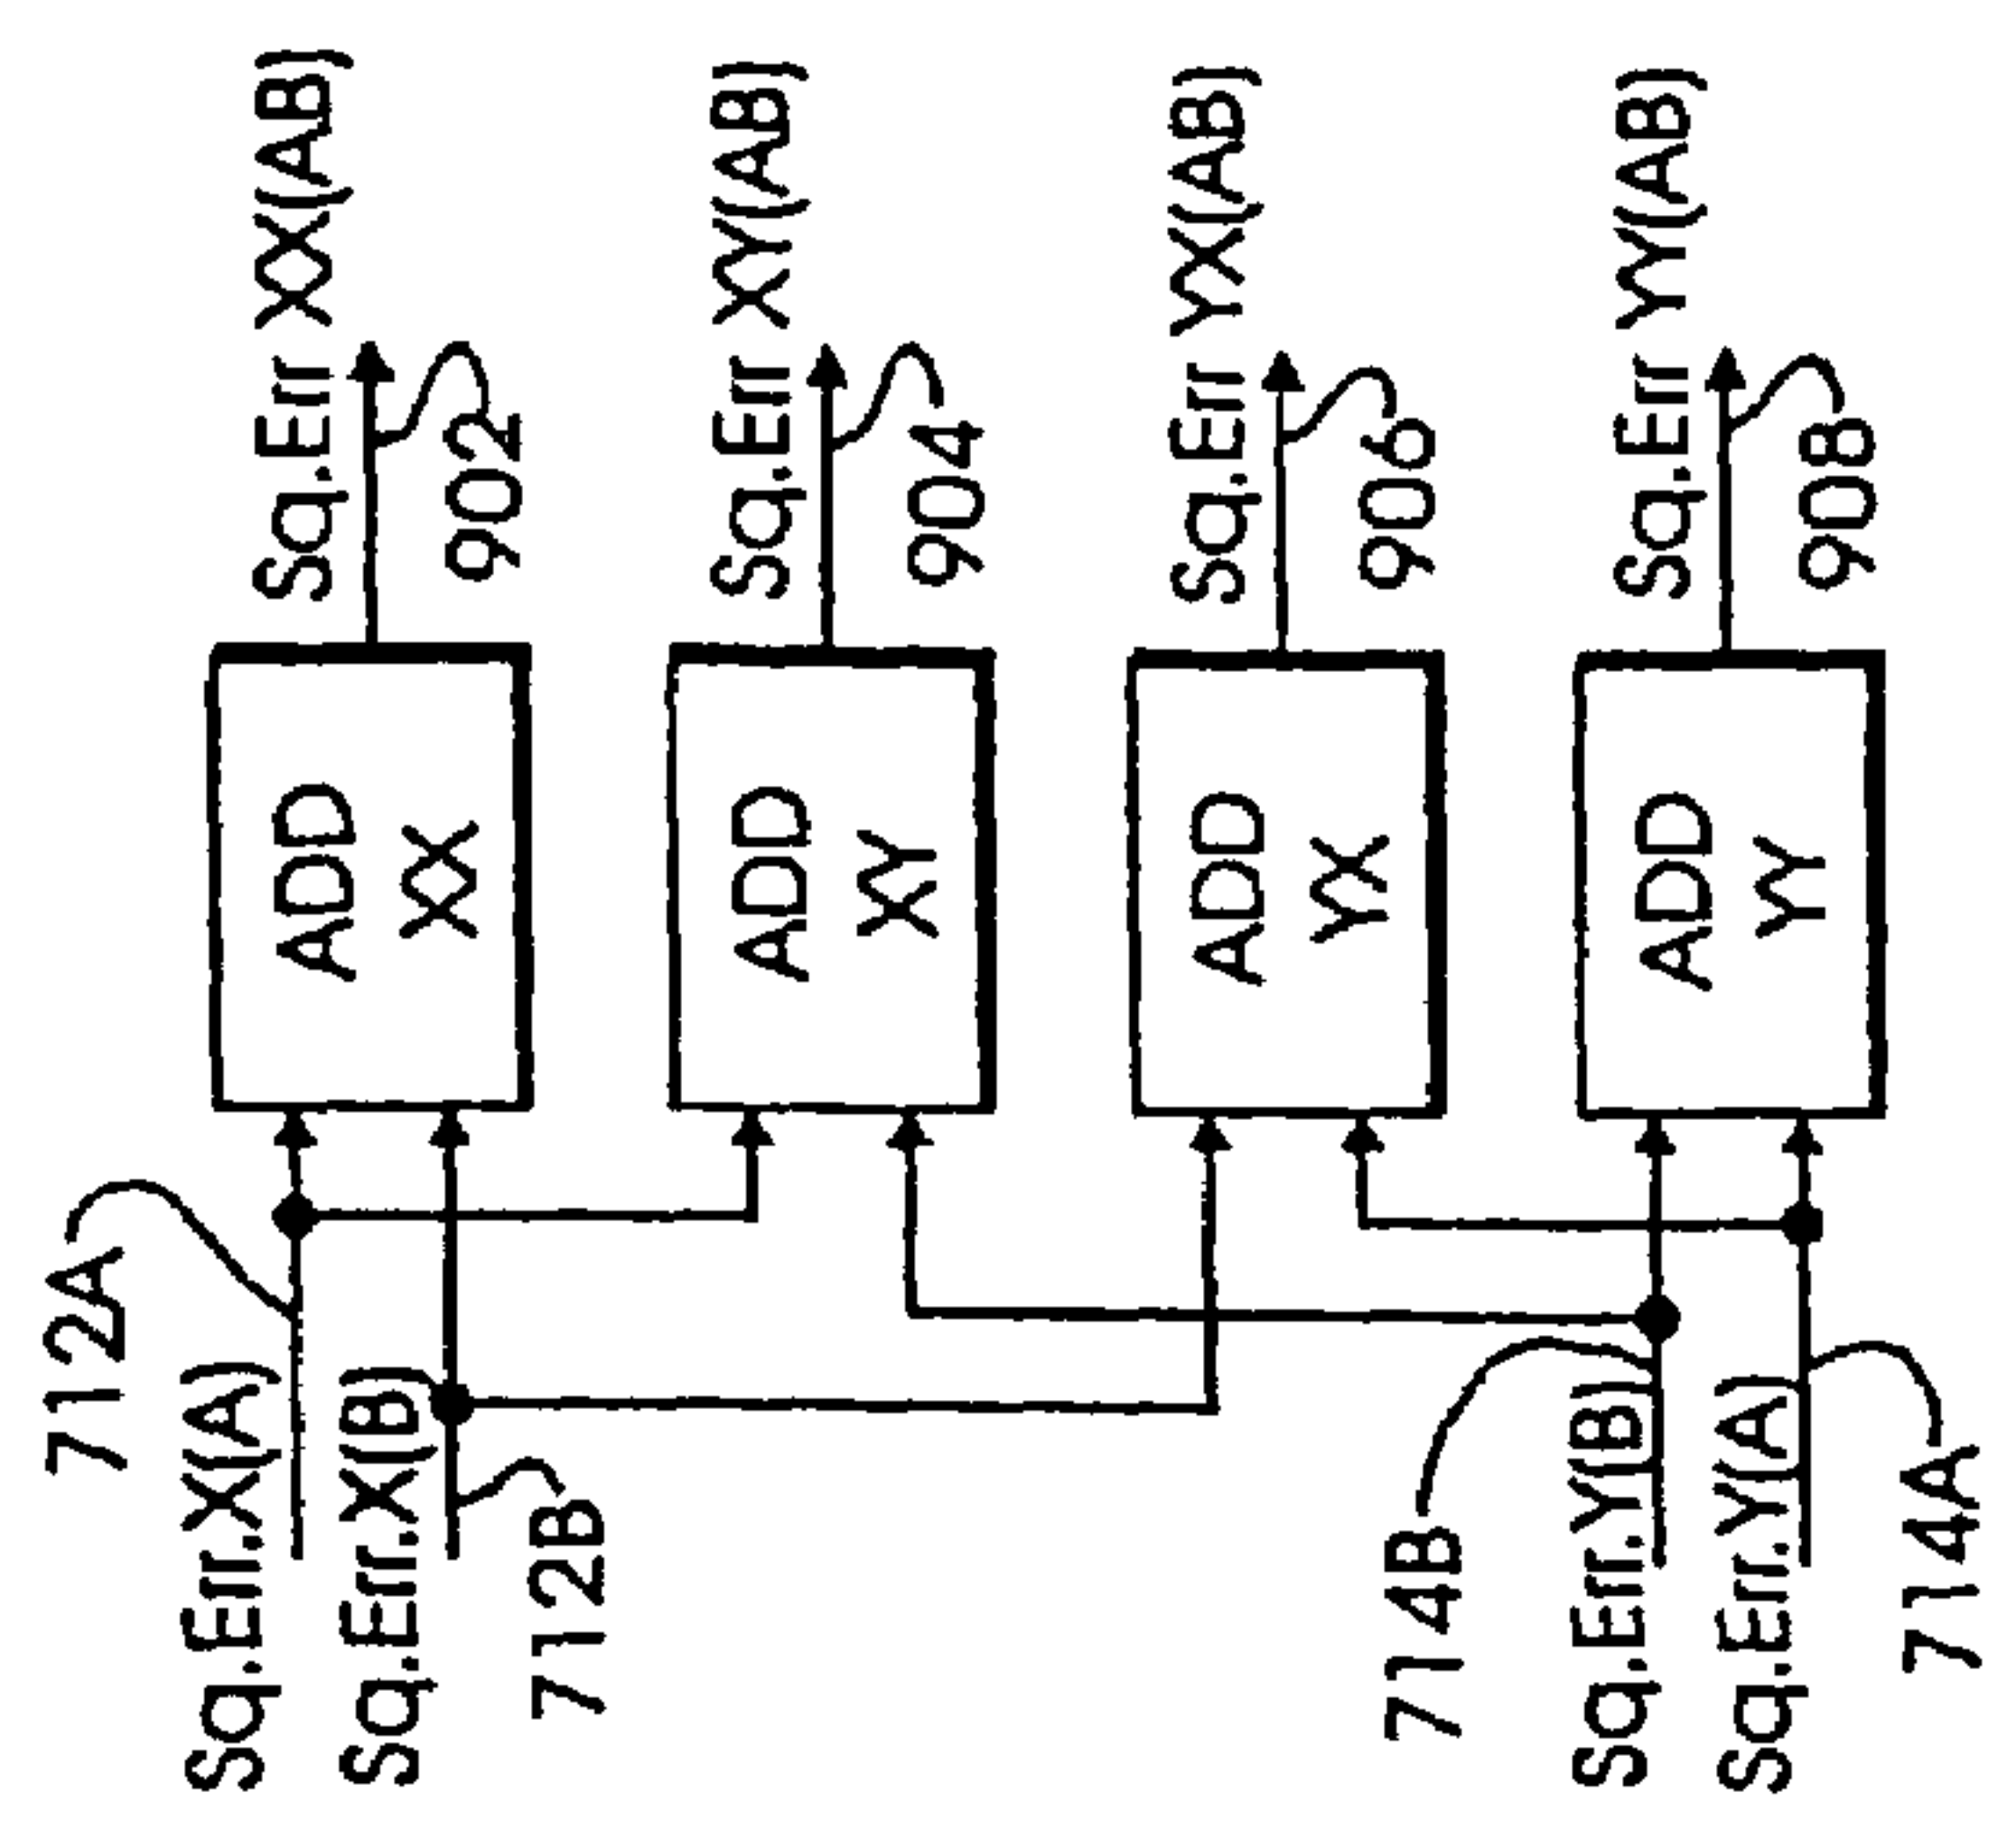 712A
Sq.Err.X(A)
ADD
XX
Sq.Err XX(AB)
902
Sq.Err.X(B)
712B
ADD
XY
Sq.Err XY(AB)
904
ADD
YX
Sq.Err YX(AB)
906
714B
Sq.Err.Y(B)
ADD
YY
Sq.Err YY(AB)
908
Sq.Err.Y(A)
714A